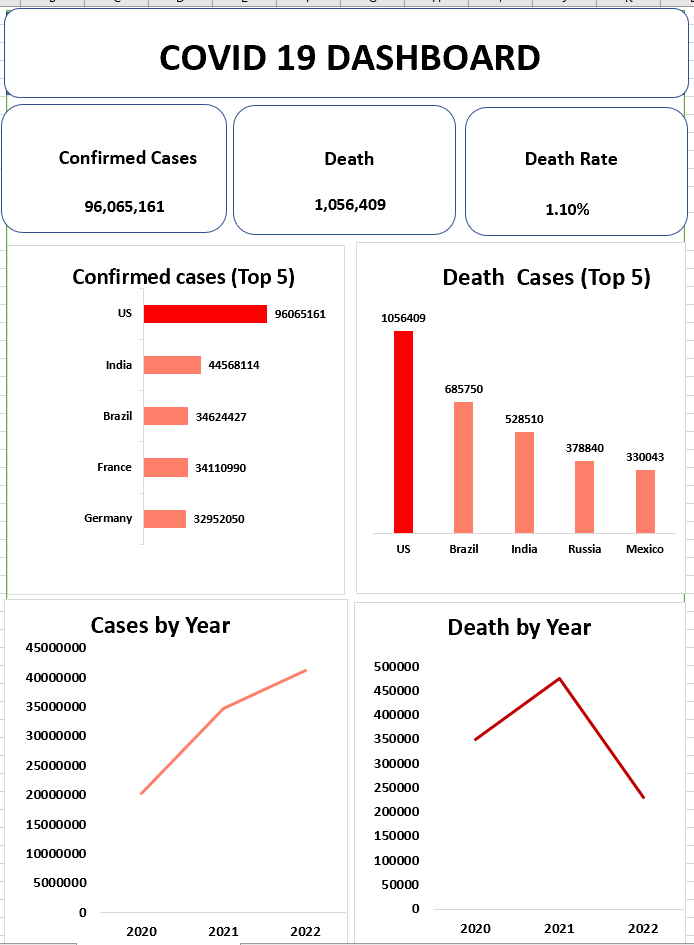 COVID 19 DASHBOARD
Confirmed Cases
96,065,161
Death
1,056,409
Death Rate
1.10%
Confirmed cases (Top 5)
US
96065161
India
44568114
Brazil
34624427
France
34110990
Germany
32952050
Death  Cases (Top 5)
1056409
685750
528510
378840
330043
US
Brazil
India
Russia
Mexico
Cases by Year
45000000
40000000
35000000
30000000
25000000
20000000
15000000
10000000
5000000
0
2020
2021
2022
Death by Year
500000
450000
400000
350000
300000
250000
200000
150000
100000
50000
0
2020
2021
2022